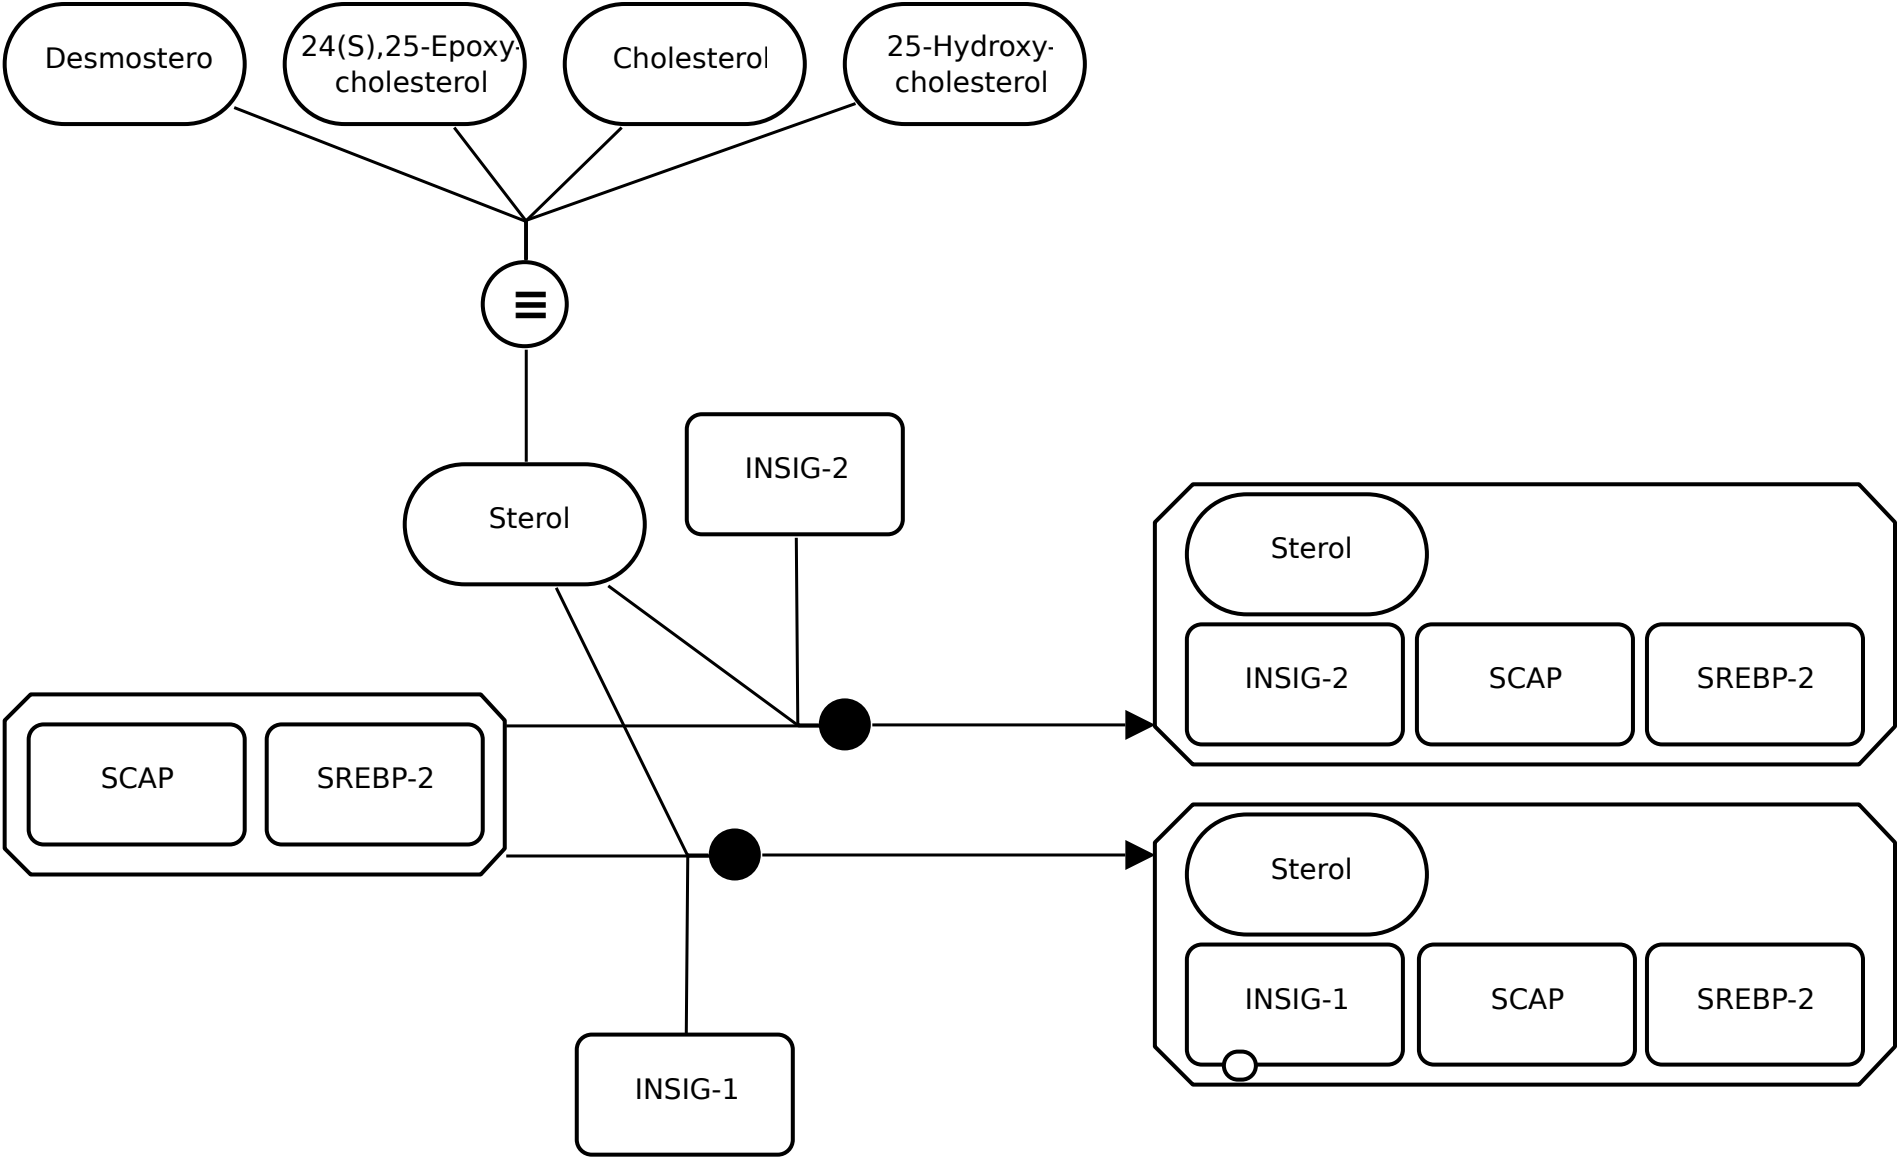 Desmostero
24(S),25-Epoxy-
cholesterol
Cholesterol
25-Hydroxy-
cholesterol
≡
Sterol
INSIG-2
SCAP
SREBP-2
INSIG-1
Sterol
INSIG-2
SCAP
SREBP-2
Sterol
INSIG-1
SCAP
SREBP-2